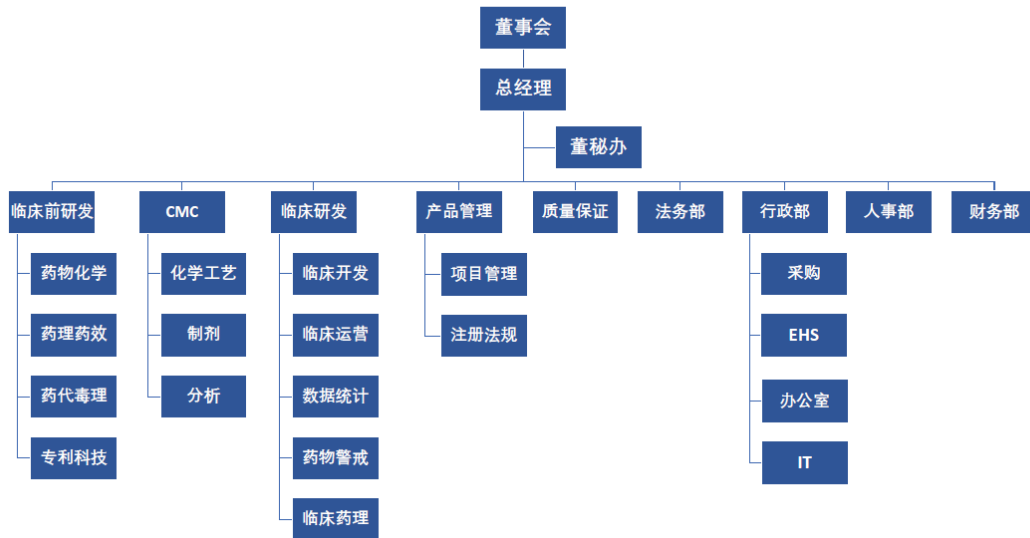 董事会
总经理
董秘办
临床前研发
CMC
临床研发
产品管理
质量保证
法务部
行政部
人事部
财务部
药物化学
药理药效
药代毒理
专利科技
化学工艺
制剂
分析
临床开发
临床运营
数据统计
药物警戒
临床药理
项目管理
注册法规
采购
EHS
办公室
IT